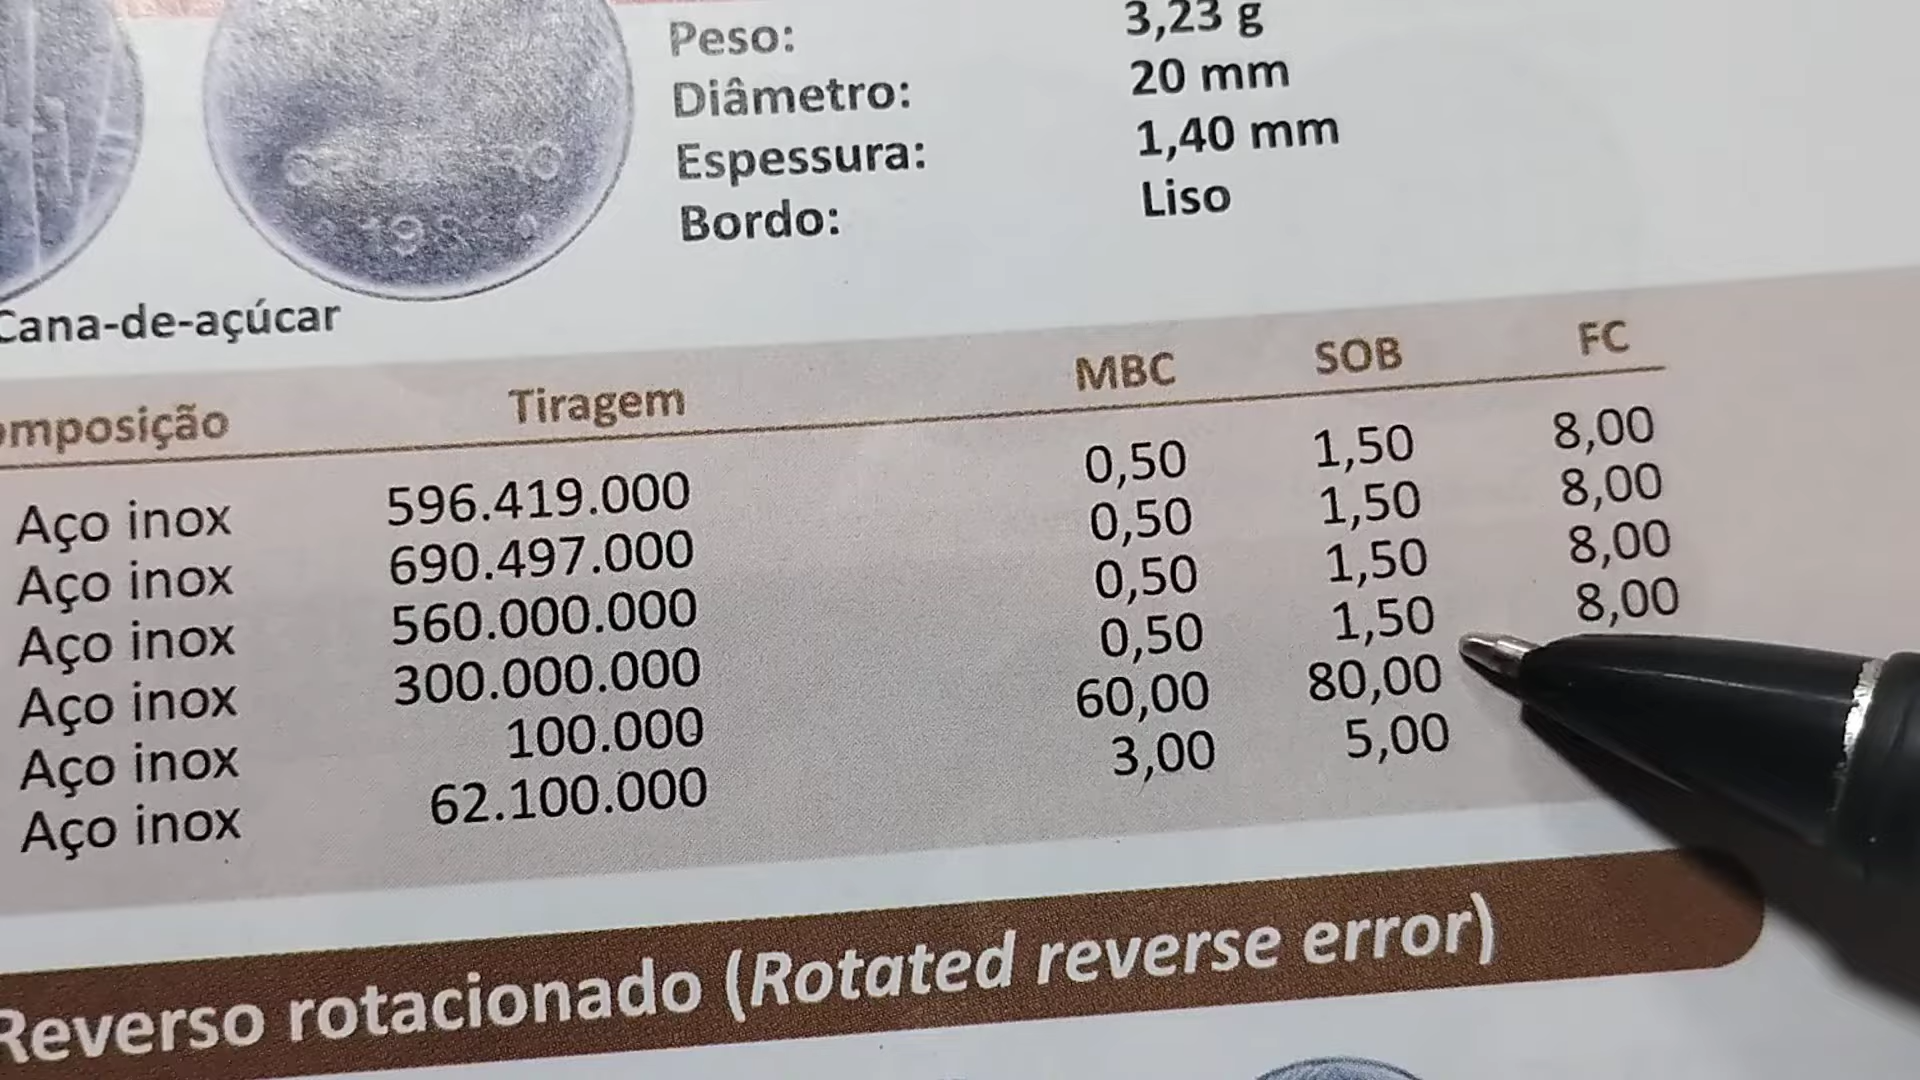 Peso: 3,23 g
Diâmetro: 20 mm
Espessura: 1,40 mm
Bordo: Liso
Cana-de-açúcar
omposição Tiragem MBC SOB FC
Aço inox 596.419.000 0,50 1,50 8,00
Aço inox 690.497.000 0,50 1,50 8,00
Aço inox 560.000.000 0,50 1,50 8,00
Aço inox 300.000.000 0,50 1,50 8,00
Aço inox 100.000 60,00 80,00
Aço inox 62.100.000 3,00 5,00
Reverso rotacionado (Rotated reverse error)